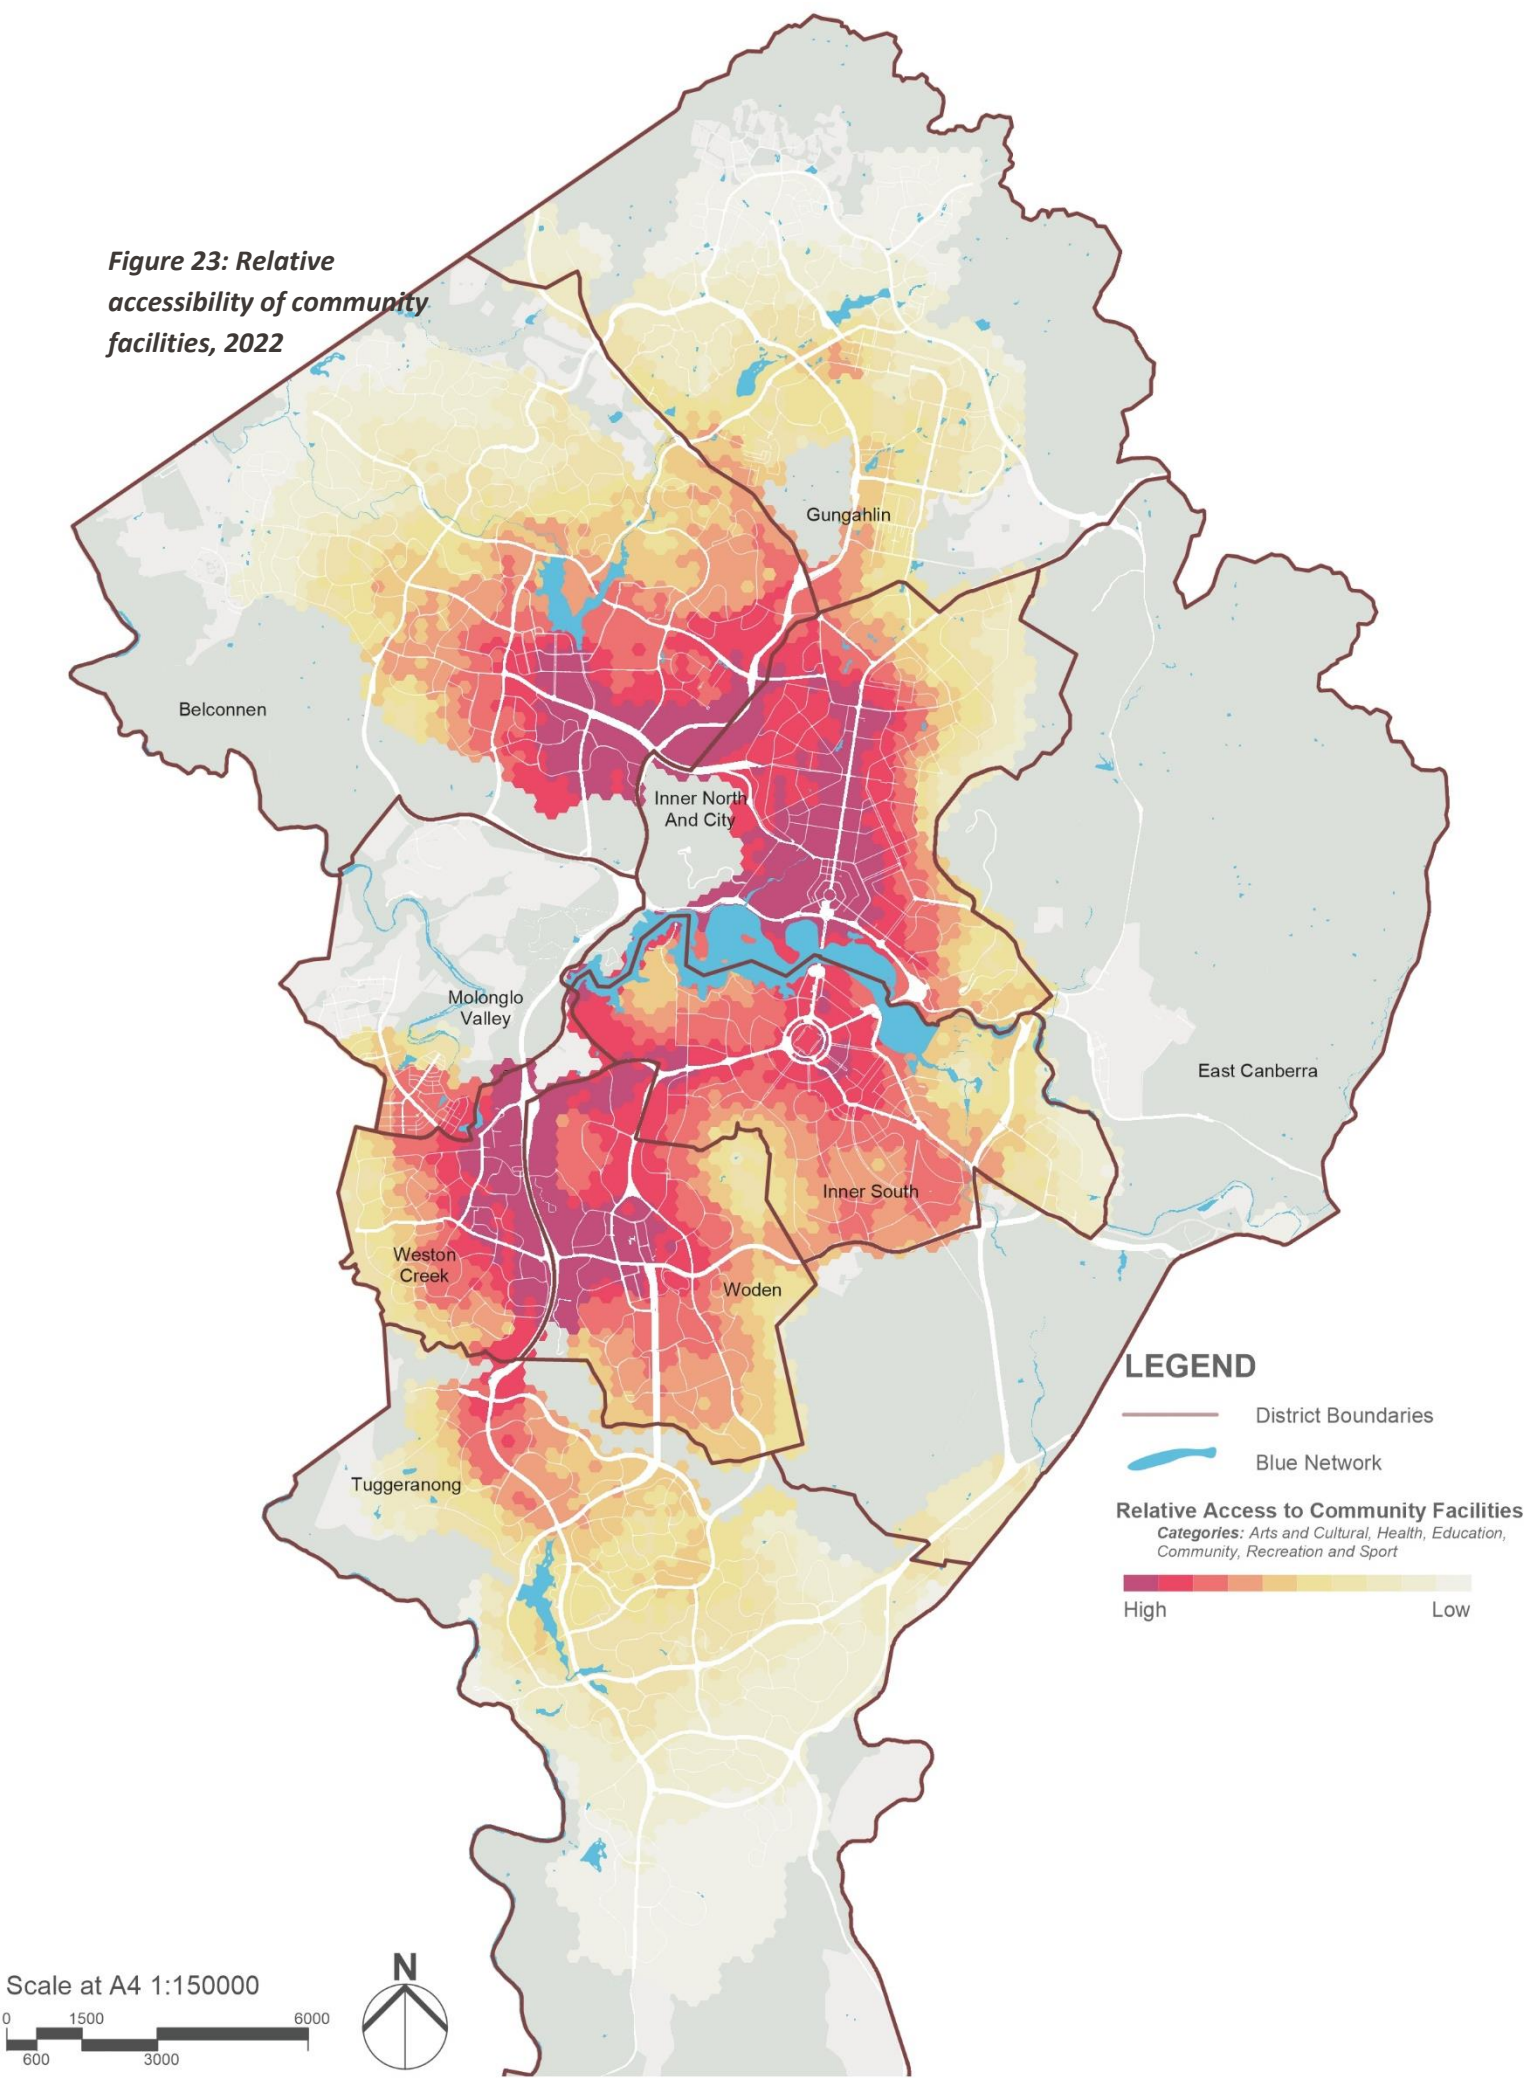 Figure 23: Relative
accessibility of community
facilities, 2022
Gungahlin
Belconnen
Inner North
And City
Molonglo
Valley
East Canberra
Inner South
Weston
Creek
Woden
Tuggeranong
LEGEND
District Boundaries
Blue Network
Relative Access to Community Facilities
Categories: Arts and Cultural, Health, Education,
Community, Recreation and Sport
High Low
Scale at A4 1:150000
0 1500 6000
600 3000
N